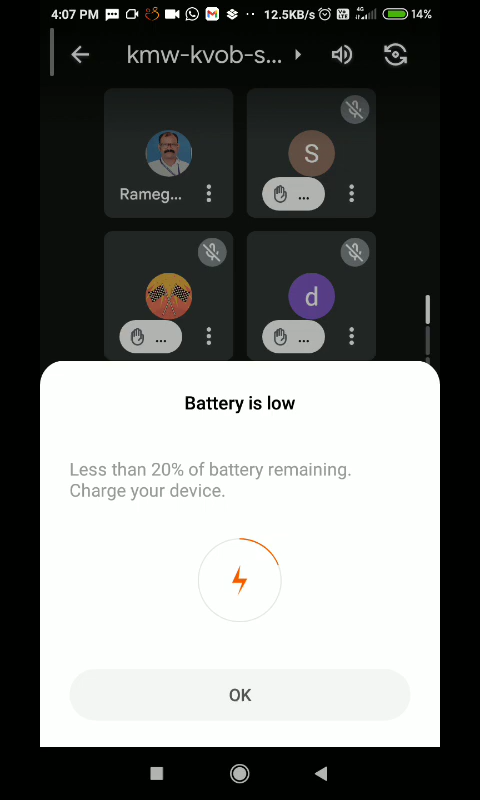 4:07 PM 12.5KB/s 4G 14%
kmw-kvob-s...
S
Rameg...
...
d
...
...
Battery is low
Less than 20% of battery remaining.
Charge your device.
OK